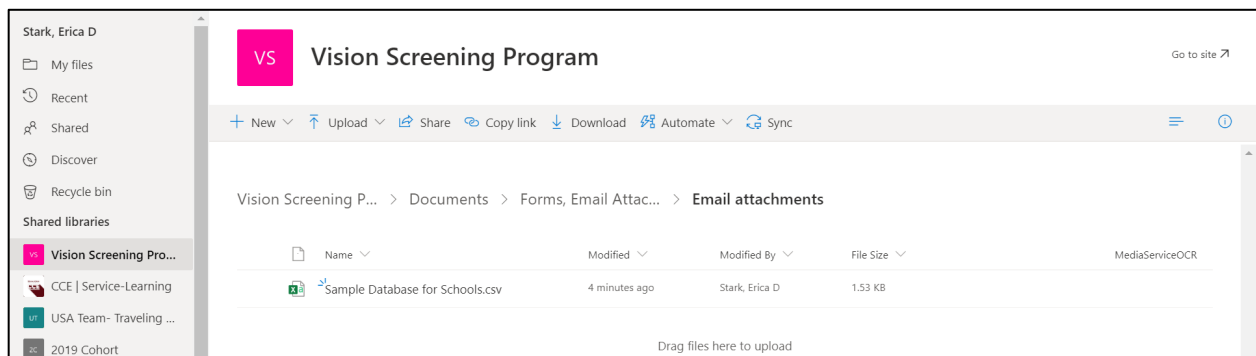 Stark, Erica D
My files
Recent
Shared
Discover
Recycle bin
Shared libraries
VS Vision Screening Pro...
CCE | Service-Learning
UT USA Team- Traveling ...
2C 2019 Cohort
VS Vision Screening Program
Go to site
New Upload Share Copy link Download Automate Sync
Vision Screening P... > Documents > Forms, Email Attac... > Email attachments
Name Modified Modified By File Size MediaServiceOCR
Sample Database for Schools.csv 4 minutes ago Stark, Erica D 1.53 KB
Drag files here to upload